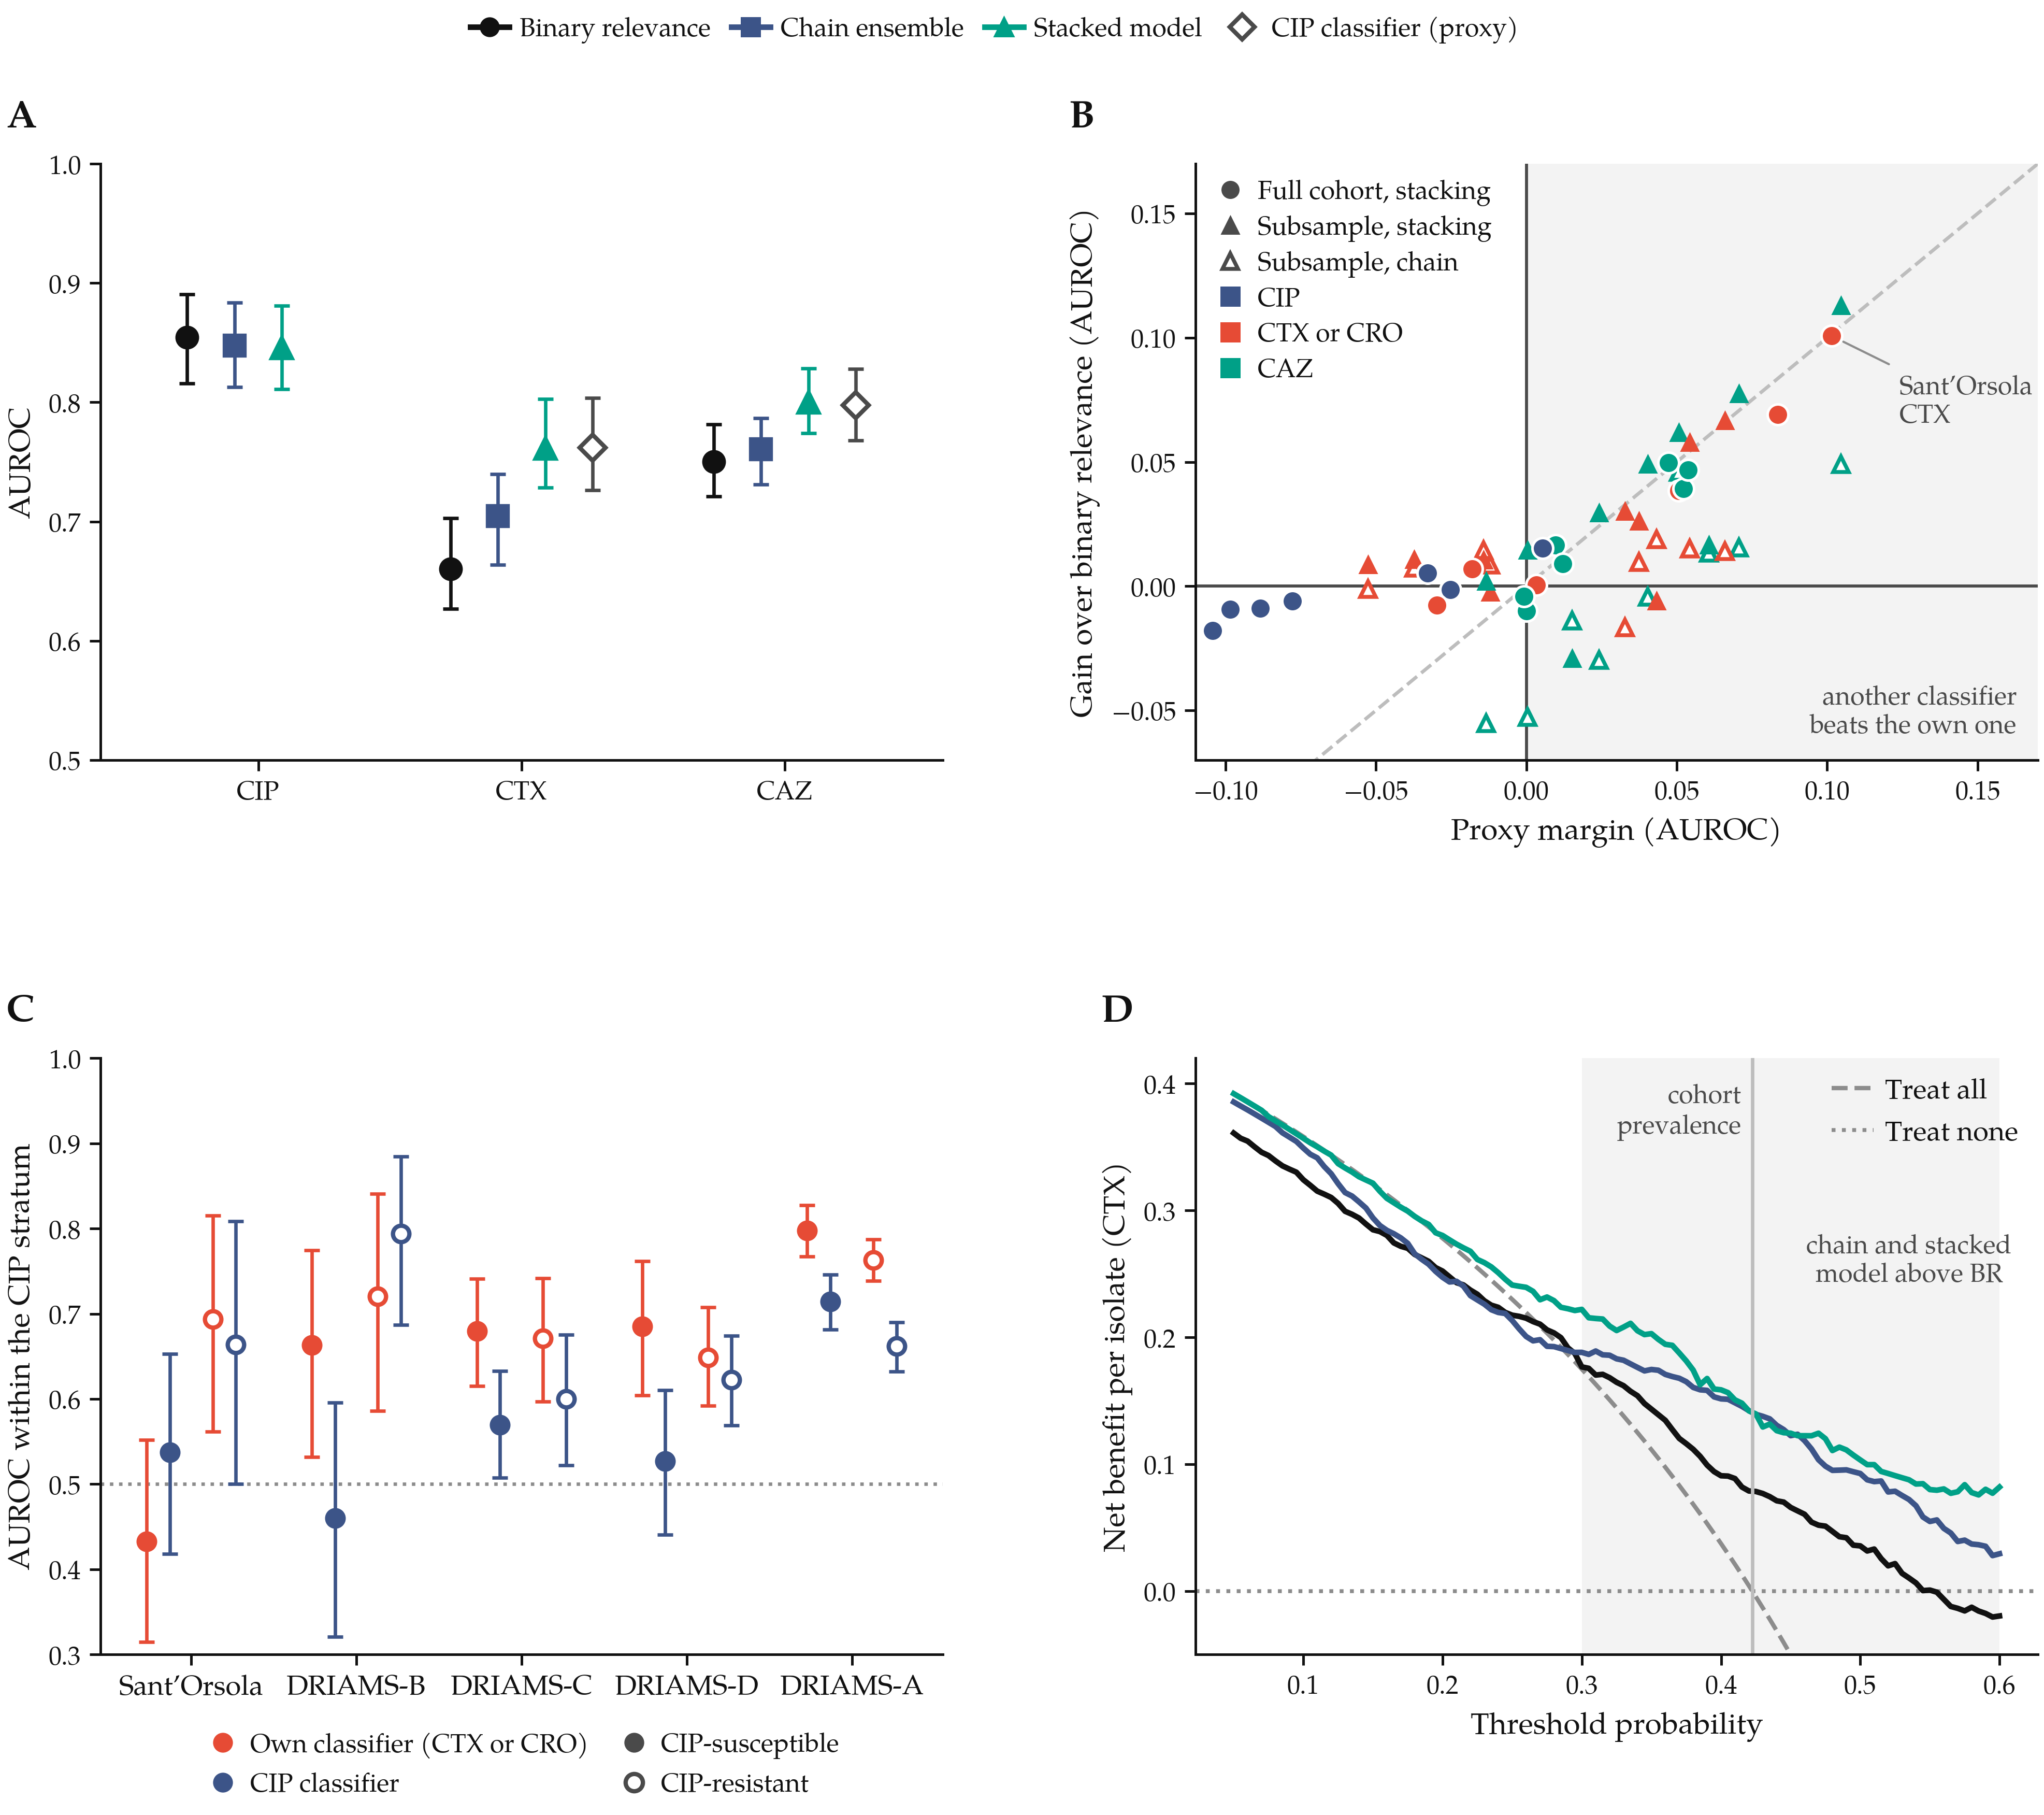 Binary relevance Chain ensemble Stacked model CIP classifier (proxy)
A
1.0
0.9
0.8
0.7
0.6
0.5
AUROC
CIP CTX CAZ
B
0.15
0.10
0.05
0.00
−0.05
Gain over binary relevance (AUROC)
Full cohort, stacking
Subsample, stacking
Subsample, chain
CIP
CTX or CRO
CAZ
Sant'Orsola
CTX
another classifier
beats the own one
−0.10 −0.05 0.00 0.05 0.10 0.15
Proxy margin (AUROC)
C
1.0
0.9
0.8
0.7
0.6
0.5
0.4
0.3
AUROC within the CIP stratum
Sant'Orsola DRIAMS-B DRIAMS-C DRIAMS-D DRIAMS-A
Own classifier (CTX or CRO) CIP-susceptible
CIP classifier CIP-resistant
D
0.4
0.3
0.2
0.1
0.0
Net benefit per isolate (CTX)
cohort
prevalence
Treat all
Treat none
chain and stacked
model above BR
0.1 0.2 0.3 0.4 0.5 0.6
Threshold probability